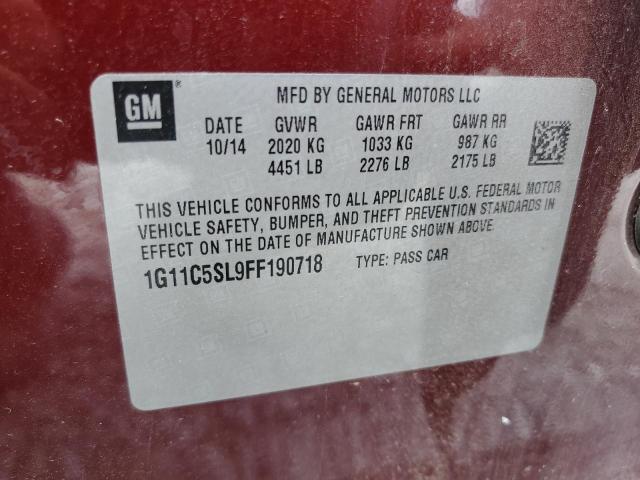 GM ® MFD BY GENERAL MOTORS LLC
DATE GVWR GAWR FRT GAWR RR
10/14 2020 KG 1033 KG 987 KG
4451 LB 2276 LB 2175 LB
THIS VEHICLE CONFORMS TO ALL APPLICABLE U.S. FEDERAL MOTOR
VEHICLE SAFETY, BUMPER, AND THEFT PREVENTION STANDARDS IN
EFFECT ON THE DATE OF MANUFACTURE SHOWN ABOVE.
1G11C5SL9FF190718 TYPE: PASS CAR